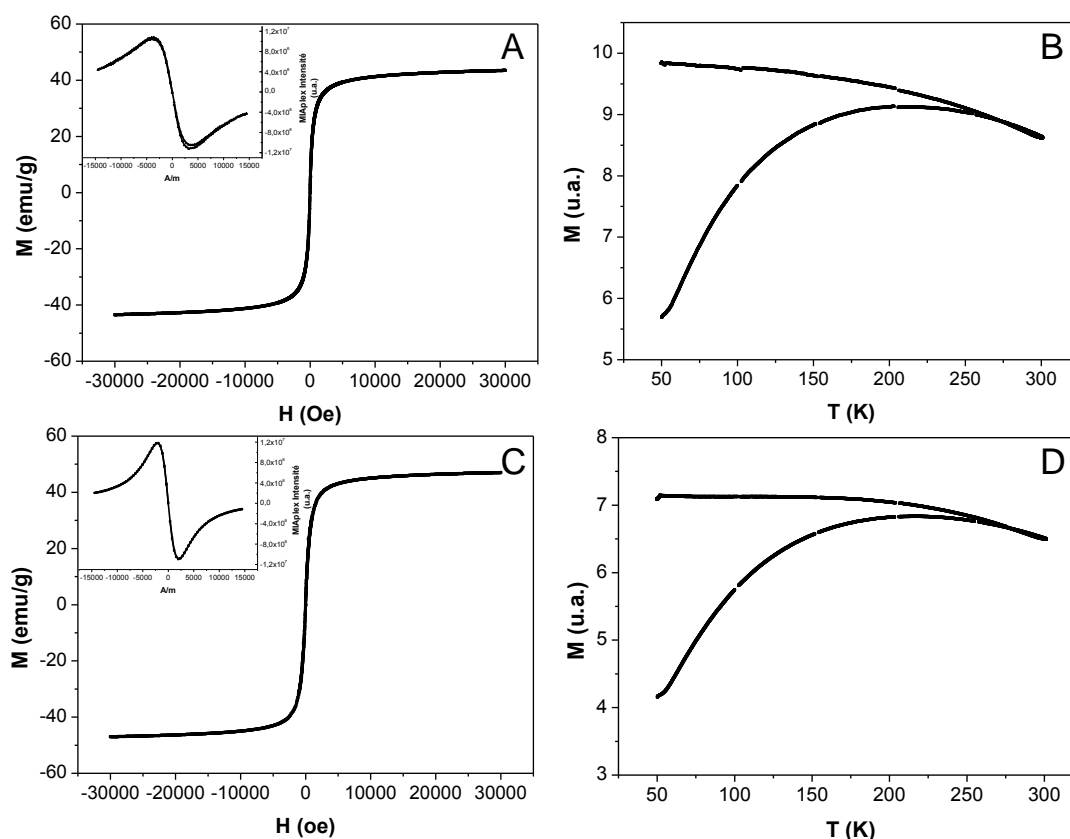 A
60
40
20
0
-20
-40
-60
M (emu/g)
-30000 -20000 -10000 0 10000 20000 30000
H (Oe)
1,2x10⁷
8,0x10⁶
4,0x10⁶
0,0
-4,0x10⁶
-8,0x10⁶
-1,2x10⁷
MIAplex Intensité
(u.a.)
-15000 -10000 -5000 0 5000 10000 15000
A/m
B
10
9
8
7
6
5
M (u.a.)
50 100 150 200 250 300
T (K)
C
60
40
20
0
-20
-40
-60
M (emu/g)
-30000 -20000 -10000 0 10000 20000 30000
H (oe)
1,2x10⁷
8,0x10⁶
4,0x10⁶
0,0
-4,0x10⁶
-8,0x10⁶
-1,2x10⁷
MIAplex Intensité
(u.a.)
-15000 -10000 -5000 0 5000 10000 15000
A/m
D
8
7
6
5
4
3
M (u.a.)
50 100 150 200 250 300
T (K)